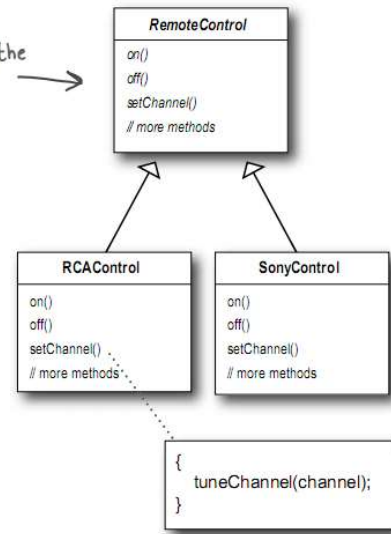 RemoteControl
the
on()
off()
setChannel()
// more methods
RCAControl
on()
off()
setChannel()
// more methods
SonyControl
on()
off()
setChannel()
// more methods
{
tuneChannel(channel);
}